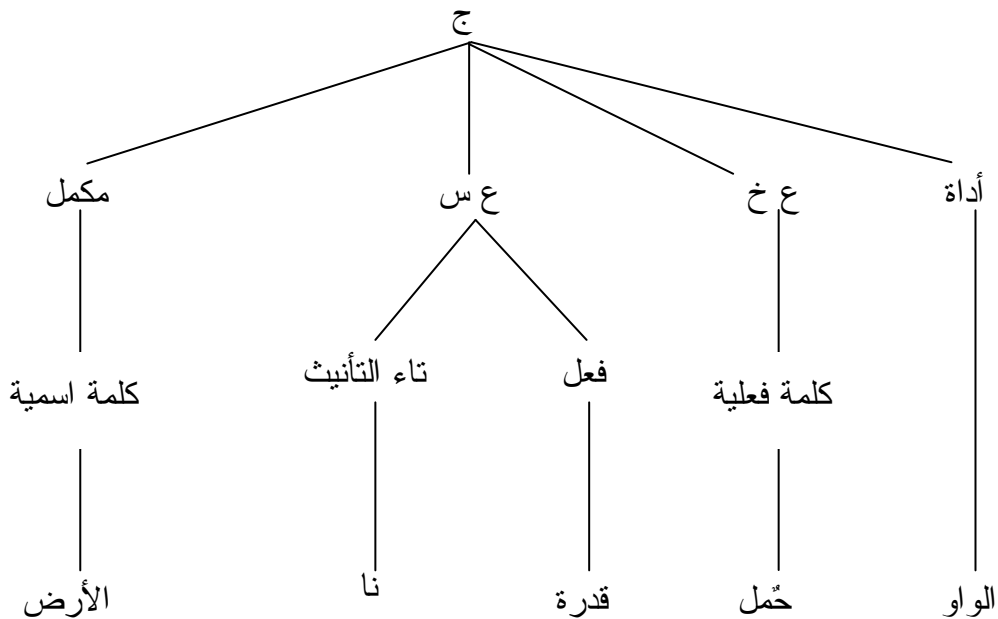 ج
أداة ع خ ع س مكمل
فعل تاء التأنيث
كلمة فعلية كلمة اسمية
الواو حٌمل قدرة نا الأرض